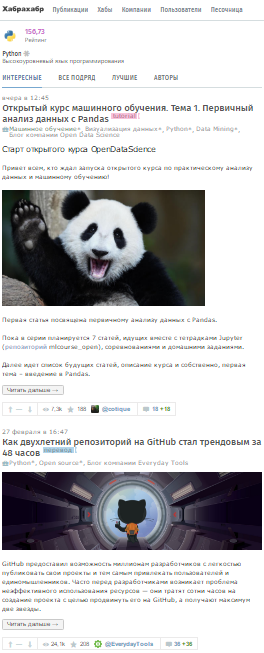 Хабрахабр Публикации Хабы Компании Пользователи Песочница
156,73
Рейтинг
Python
Высокоуровневый язык программирования
ИНТЕРЕСНЫЕ ВСЕ ПОДРЯД ЛУЧШИЕ АВТОРЫ
вчера в 12:45
Открытый курс машинного обучения. Тема 1. Первичный
анализ данных с Pandas tutorial
Машинное обучение*, Визуализация данных*, Python*, Data Mining*,
Блог компании Open Data Science
Старт открытого курса OpenDataScience
Привет всем, кто ждал запуска открытого курса по практическому анализу
данных и машинному обучению!
Первая статья посвящена первичному анализу данных с Pandas.
Пока в серии планируется 7 статей, идущих вместе с тетрадками Jupyter
(репозиторий mlcourse_open), соревнованиями и домашними заданиями.
Далее идет список будущих статей, описание курса и собственно, первая
тема – введение в Pandas.
Читать дальше →
7,3k 188 @cotique 18 +18
27 февраля в 16:47
Как двухлетний репозиторий на GitHub стал трендовым за
48 часов перевод
Python*, Open source*, Блог компании Everyday Tools
GitHub предоставил возможность миллионам разработчиков с легкостью
публиковать свои проекты и тем самым привлекать пользователей и
единомышленников. Часто перед разработчиками возникает проблема
неэффективного использования ресурсов — они тратят сотни часов на
создание проекта с целью продвинуть его на GitHub, а получают максимум
две звезды.
Читать дальше →
24,1k 208 @EverydayTools 38 +38